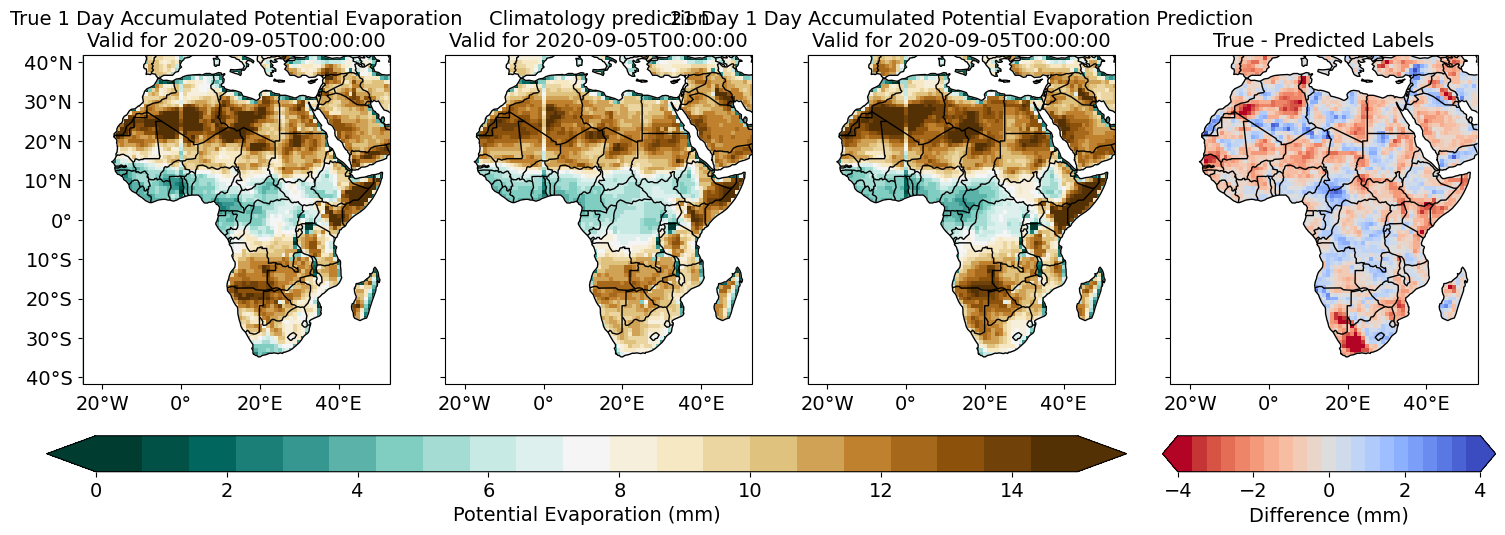 True 1 Day Accumulated Potential Evaporation
Valid for 2020-09-05T00:00:00
Climatology prediction
Valid for 2020-09-05T00:00:00
21 Day 1 Day Accumulated Potential Evaporation Prediction
Valid for 2020-09-05T00:00:00
True - Predicted Labels
40°N
30°N
20°N
10°N
0°
10°S
20°S
30°S
40°S
20°W 0° 20°E 40°E
20°W 0° 20°E 40°E
20°W 0° 20°E 40°E
20°W 0° 20°E 40°E
0 2 4 6 8 10 12 14
Potential Evaporation (mm)
−4 −2 0 2 4
Difference (mm)